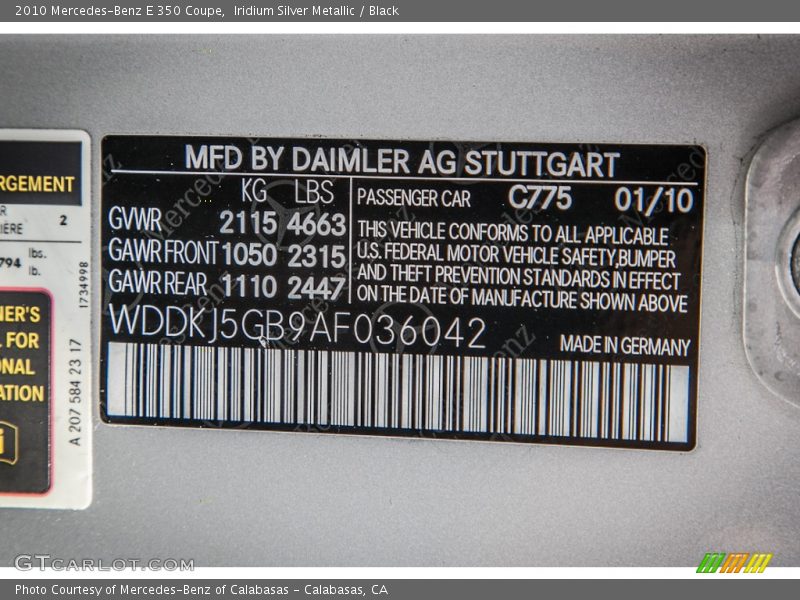 2010 Mercedes-Benz E 350 Coupe, Iridium Silver Metallic / Black
MFD BY DAIMLER AG STUTTGART
KG LBS
GVWR 2115 4663
GAWR FRONT 1050 2315
GAWR REAR 1110 2447
PASSENGER CAR C775 01/10
THIS VEHICLE CONFORMS TO ALL APPLICABLE
U.S. FEDERAL MOTOR VEHICLE SAFETY,BUMPER
AND THEFT PREVENTION STANDARDS IN EFFECT
ON THE DATE OF MANUFACTURE SHOWN ABOVE
WDDKJ5GB9AF036042
MADE IN GERMANY
RGEMENT
R 2
IÈRE
794 lbs.
lb.
1734998
NER'S
FOR
ONAL
ATION
A 207 584 23 17
GTCARLOT.COM
Photo Courtesy of Mercedes-Benz of Calabasas - Calabasas, CA